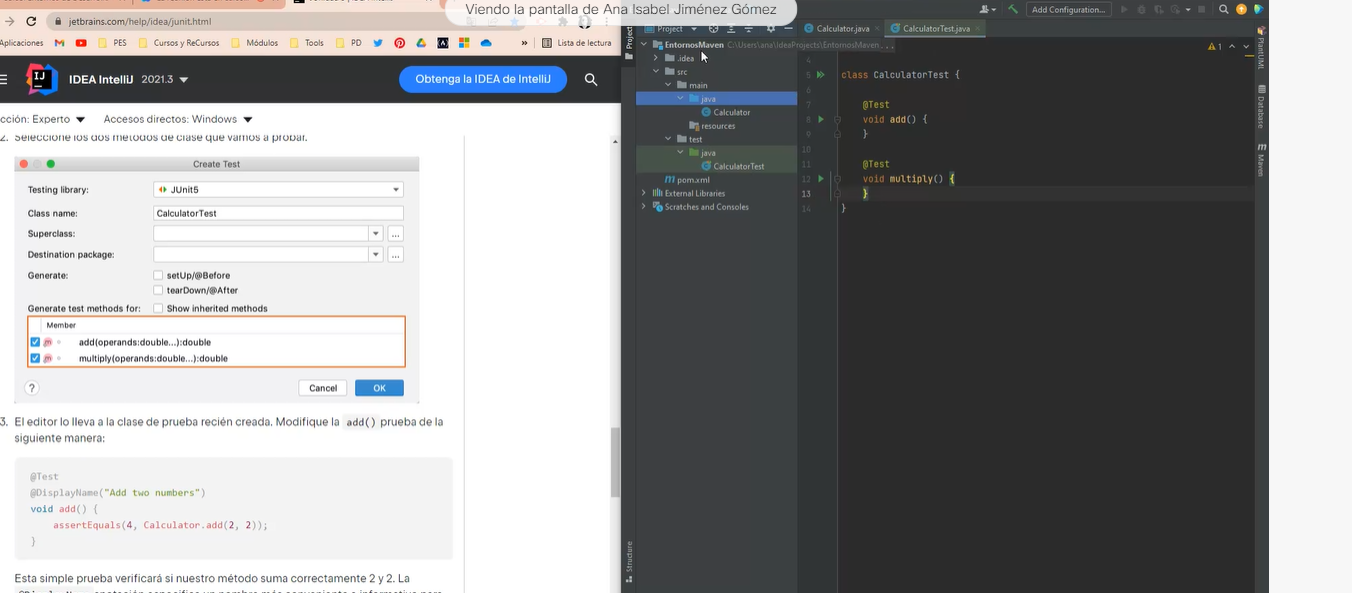 Viendo la pantalla de Ana Isabel Jiménez Gómez
jetbrains.com/help/idea/junit.html
Aplicaciones M PES Cursos y ReCursos Módulos Tools PD » Lista de lectura
IJ IDEA IntelliJ 2021.3 Obtenga la IDEA de IntelliJ
cción: Experto Accesos directos: Windows
2. Seleccione los dos métodos de clase que vamos a probar.
Create Test
Testing library: JUnit5
Class name: CalculatorTest
Superclass: ...
Destination package: ...
Generate: setUp/@Before
tearDown/@After
Generate test methods for: Show inherited methods
Member
m add(operands:double...):double
m multiply(operands:double...):double
? Cancel OK
3. El editor lo lleva a la clase de prueba recién creada. Modifique la add() prueba de la
siguiente manera:
@Test
@DisplayName("Add two numbers")
void add() {
assertEquals(4, Calculator.add(2, 2));
}
Esta simple prueba verificará si nuestro método suma correctamente 2 y 2. La
Add Configuration...
Project Calculator.java CalculatorTest.java
Project
EntornosMaven C:\Users\ana\IdeaProjects\EntornosMaven...
.idea
src
main
java
Calculator
resources
test
java
CalculatorTest
m pom.xml
External Libraries
Scratches and Consoles
Structure
1
4
5 class CalculatorTest {
6
7 @Test
8 void add() {
9 }
10
11 @Test
12 void multiply() {
13 }
14 }
PlantUML
Database
m Maven